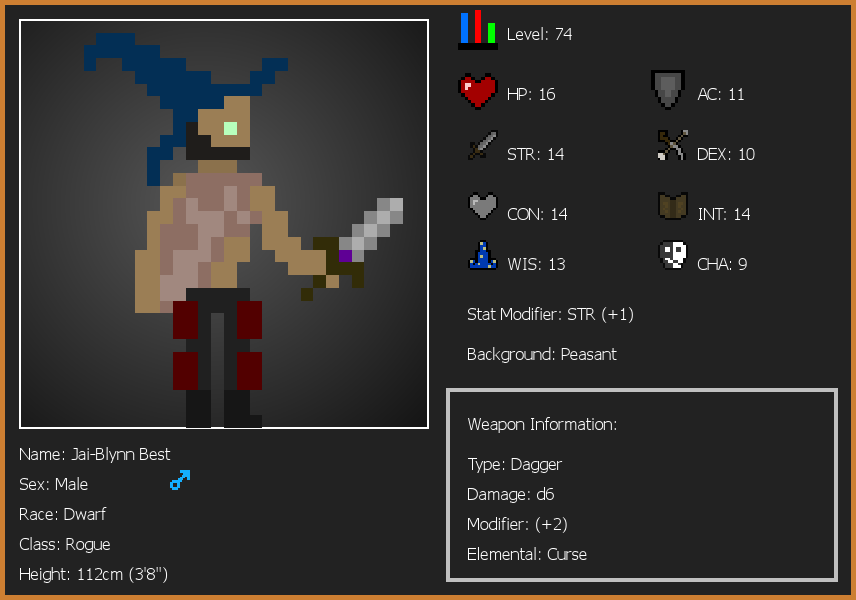 Level: 74
HP: 16
AC: 11
STR: 14
DEX: 10
CON: 14
INT: 14
WIS: 13
CHA: 9
Stat Modifier: STR (+1)
Background: Peasant
Weapon Information:
Type: Dagger
Damage: d6
Modifier: (+2)
Elemental: Curse
Name: Jai-Blynn Best
Sex: Male
Race: Dwarf
Class: Rogue
Height: 112cm (3'8")